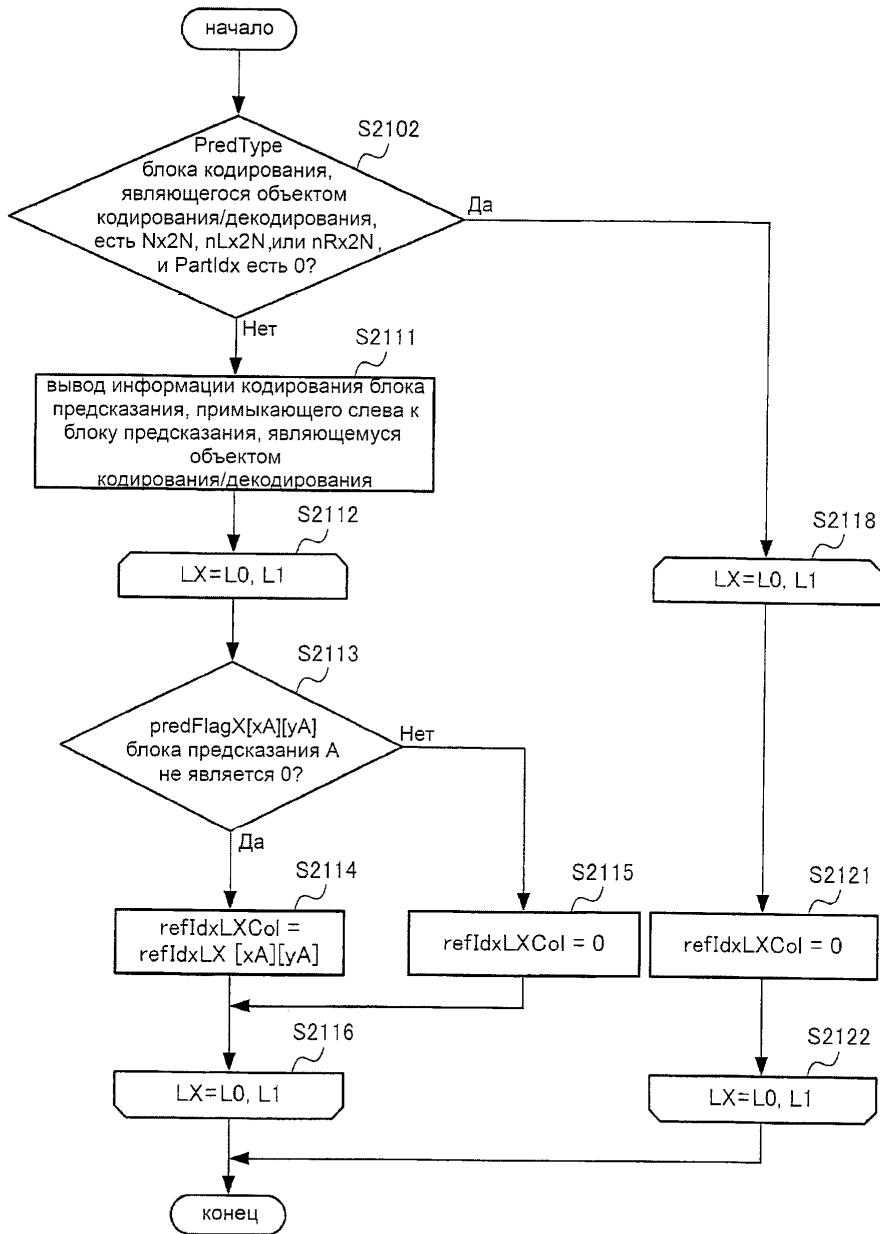 начало
S2102
PredType
блока кодирования,
являющегося объектом
кодирования/декодирования,
есть Nx2N, nLx2N,или nRx2N,
и PartIdx есть 0?
Да
Нет
S2111
вывод информации кодирования блока
предсказания, примыкающего слева к
блоку предсказания, являющемуся
объектом
кодирования/декодирования
S2112
LX=L0, L1
S2118
LX=L0, L1
S2113
predFlagX[xA][yA]
блока предсказания A
не является 0?
Нет
Да
S2114
refIdxLXCol =
refIdxLX [xA][yA]
S2115
refIdxLXCol = 0
S2121
refIdxLXCol = 0
S2116
LX=L0, L1
S2122
LX=L0, L1
конец